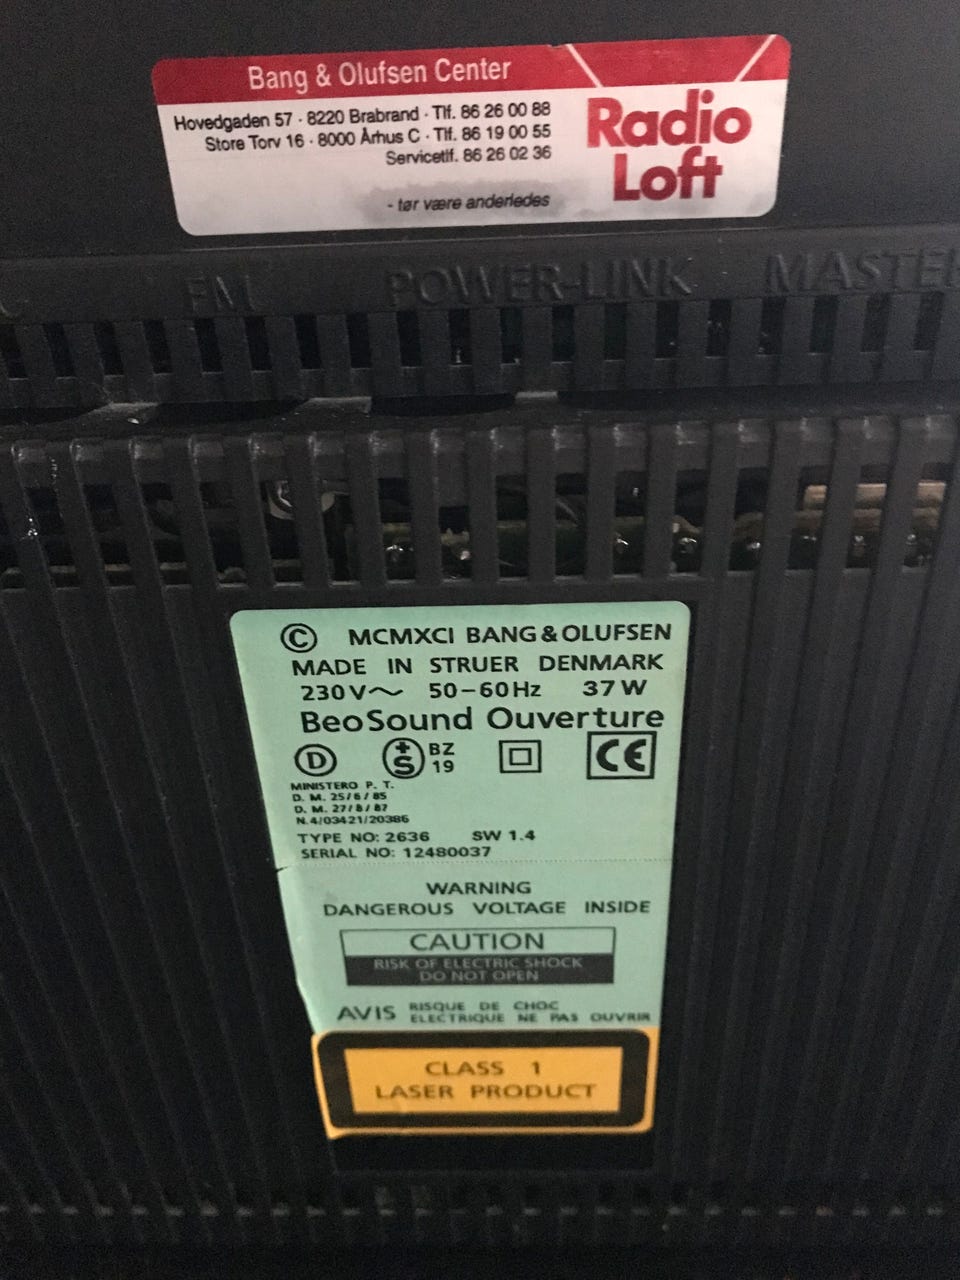 Bang & Olufsen Center
Hovedgaden 57 · 8220 Brabrand · Tlf. 86 26 00 88
Store Torv 16 · 8000 Århus C · Tlf. 86 19 00 55
Servicetlf. 86 26 02 36
- tør være anderledes
Radio
Loft
FM POWER-LINK MASTER
© MCMXCI BANG & OLUFSEN
MADE IN STRUER DENMARK
230 V~ 50-60 Hz 37 W
BeoSound Ouverture
D +S BZ 19 CE
MINISTERO P. T.
D. M. 25/6/85
D. M. 27/8/87
N.4/03421/20386
TYPE NO: 2636 SW 1.4
SERIAL NO: 12480037
WARNING
DANGEROUS VOLTAGE INSIDE
CAUTION
RISK OF ELECTRIC SHOCK
DO NOT OPEN
AVIS RISQUE DE CHOC
ELECTRIQUE NE PAS OUVRIR
CLASS 1
LASER PRODUCT